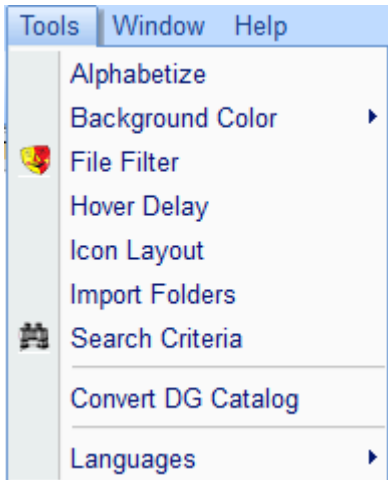 Tools Window Help
Alphabetize
Background Color
File Filter
Hover Delay
Icon Layout
Import Folders
Search Criteria
Convert DG Catalog
Languages